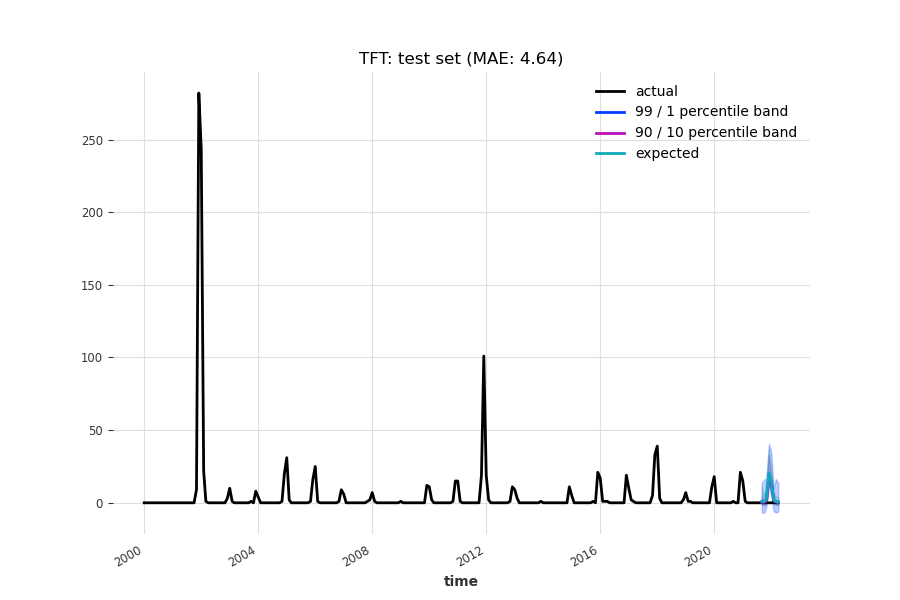 TFT: test set (MAE: 4.64)
actual
99 / 1 percentile band
90 / 10 percentile band
expected
250
200
150
100
50
0
2000
2004
2008
2012
2016
2020
time